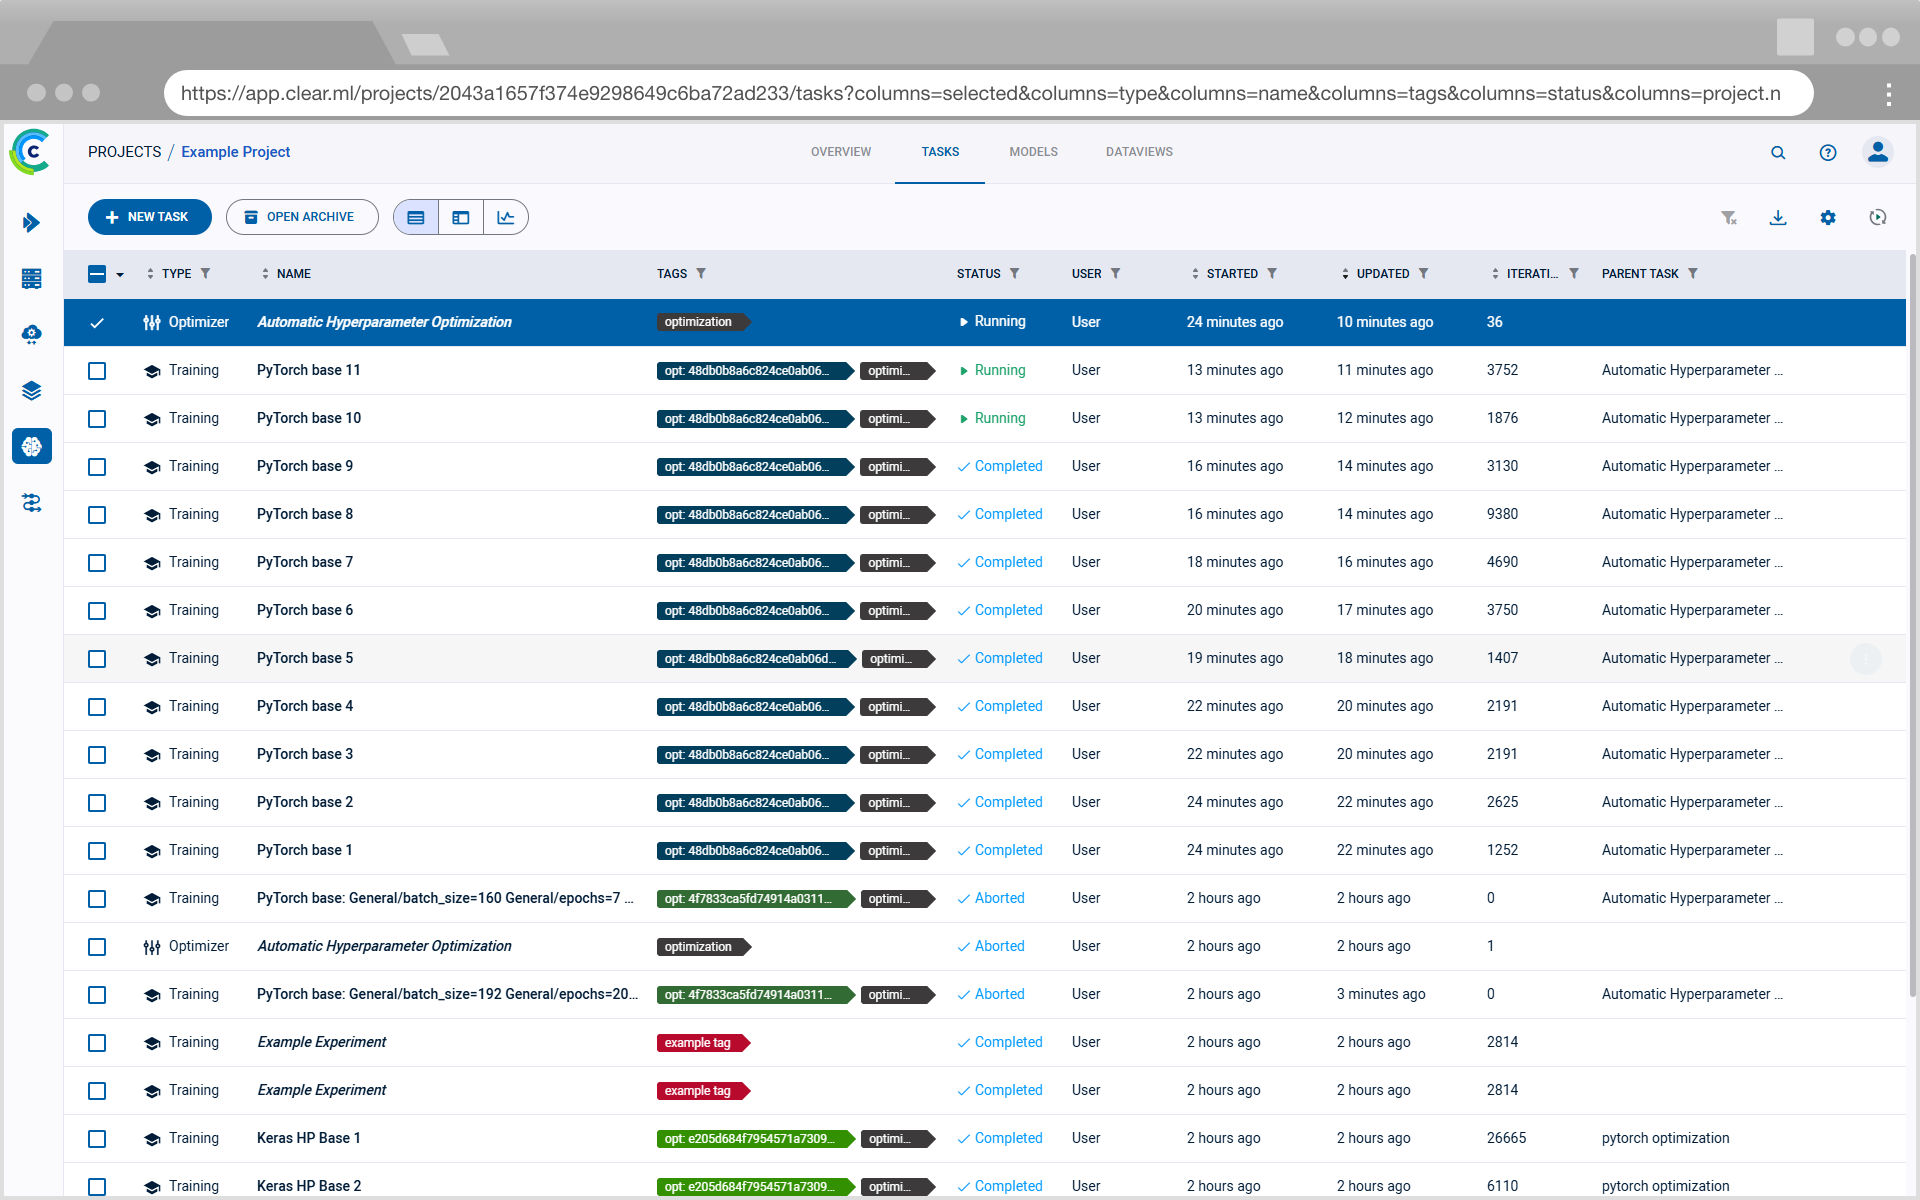 https://app.clear.ml/projects/2043a1657f374e9298649c6ba72ad233/tasks?columns=selected&columns=type&columns=name&columns=tags&columns=status&columns=project.n
PROJECTS / Example Project OVERVIEW TASKS MODELS DATAVIEWS
+ NEW TASK OPEN ARCHIVE
TYPE NAME TAGS STATUS USER STARTED UPDATED ITERATI... PARENT TASK
Optimizer Automatic Hyperparameter Optimization optimization Running User 24 minutes ago 10 minutes ago 36
Training PyTorch base 11 opt: 48db0b8a6c824ce0ab06... optimi... Running User 13 minutes ago 11 minutes ago 3752 Automatic Hyperparameter ...
Training PyTorch base 10 opt: 48db0b8a6c824ce0ab06... optimi... Running User 13 minutes ago 12 minutes ago 1876 Automatic Hyperparameter ...
Training PyTorch base 9 opt: 48db0b8a6c824ce0ab06... optimi... Completed User 16 minutes ago 14 minutes ago 3130 Automatic Hyperparameter ...
Training PyTorch base 8 opt: 48db0b8a6c824ce0ab06... optimi... Completed User 16 minutes ago 14 minutes ago 9380 Automatic Hyperparameter ...
Training PyTorch base 7 opt: 48db0b8a6c824ce0ab06... optimi... Completed User 18 minutes ago 16 minutes ago 4690 Automatic Hyperparameter ...
Training PyTorch base 6 opt: 48db0b8a6c824ce0ab06... optimi... Completed User 20 minutes ago 17 minutes ago 3750 Automatic Hyperparameter ...
Training PyTorch base 5 opt: 48db0b8a6c824ce0ab06d... optimi... Completed User 19 minutes ago 18 minutes ago 1407 Automatic Hyperparameter ...
Training PyTorch base 4 opt: 48db0b8a6c824ce0ab06... optimi... Completed User 22 minutes ago 20 minutes ago 2191 Automatic Hyperparameter ...
Training PyTorch base 3 opt: 48db0b8a6c824ce0ab06... optimi... Completed User 22 minutes ago 20 minutes ago 2191 Automatic Hyperparameter ...
Training PyTorch base 2 opt: 48db0b8a6c824ce0ab06... optimi... Completed User 24 minutes ago 22 minutes ago 2625 Automatic Hyperparameter ...
Training PyTorch base 1 opt: 48db0b8a6c824ce0ab06... optimi... Completed User 24 minutes ago 22 minutes ago 1252 Automatic Hyperparameter ...
Training PyTorch base: General/batch_size=160 General/epochs=7 ... opt: 4f7833ca5fd74914a0311... optimi... Aborted User 2 hours ago 2 hours ago 0 Automatic Hyperparameter ...
Optimizer Automatic Hyperparameter Optimization optimization Aborted User 2 hours ago 2 hours ago 1
Training PyTorch base: General/batch_size=192 General/epochs=20... opt: 4f7833ca5fd74914a0311... optimi... Aborted User 2 hours ago 3 minutes ago 0 Automatic Hyperparameter ...
Training Example Experiment example tag Completed User 2 hours ago 2 hours ago 2814
Training Example Experiment example tag Completed User 2 hours ago 2 hours ago 2814
Training Keras HP Base 1 opt: e205d684f7954571a7309... optimi... Completed User 2 hours ago 2 hours ago 26665 pytorch optimization
Training Keras HP Base 2 opt: e205d684f7954571a7309... optimi... Completed User 2 hours ago 2 hours ago 6110 pytorch optimization